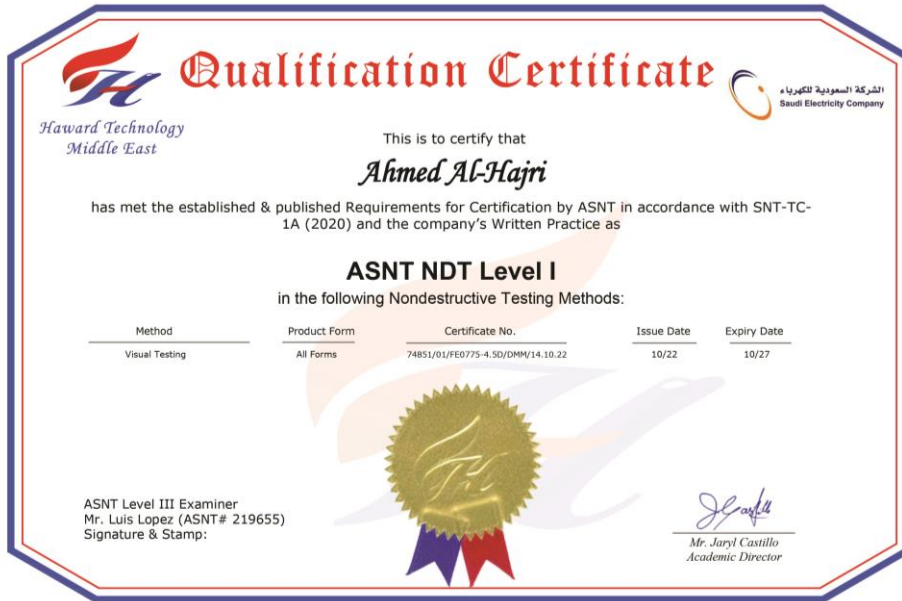 Qualification Certificate
Haward Technology
Middle East
الشركة السعودية للكهرباء
Saudi Electricity Company
This is to certify that
Ahmed Al-Hajri
has met the established & published Requirements for Certification by ASNT in accordance with SNT-TC-
1A (2020) and the company's Written Practice as
ASNT NDT Level I
in the following Nondestructive Testing Methods:
Method Product Form Certificate No. Issue Date Expiry Date
Visual Testing All Forms 74851/01/FE0775-4.5D/DMM/14.10.22 10/22 10/27
ASNT Level III Examiner
Mr. Luis Lopez (ASNT# 219655)
Signature & Stamp:
Mr. Jaryl Castillo
Academic Director